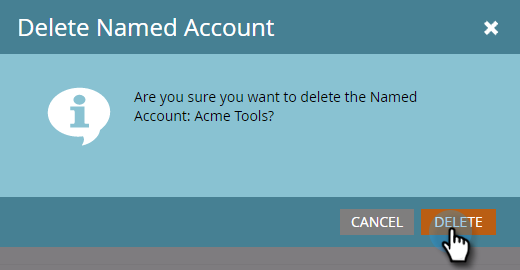 Delete Named Account
Are you sure you want to delete the Named
Account: Acme Tools?
CANCEL
DELETE